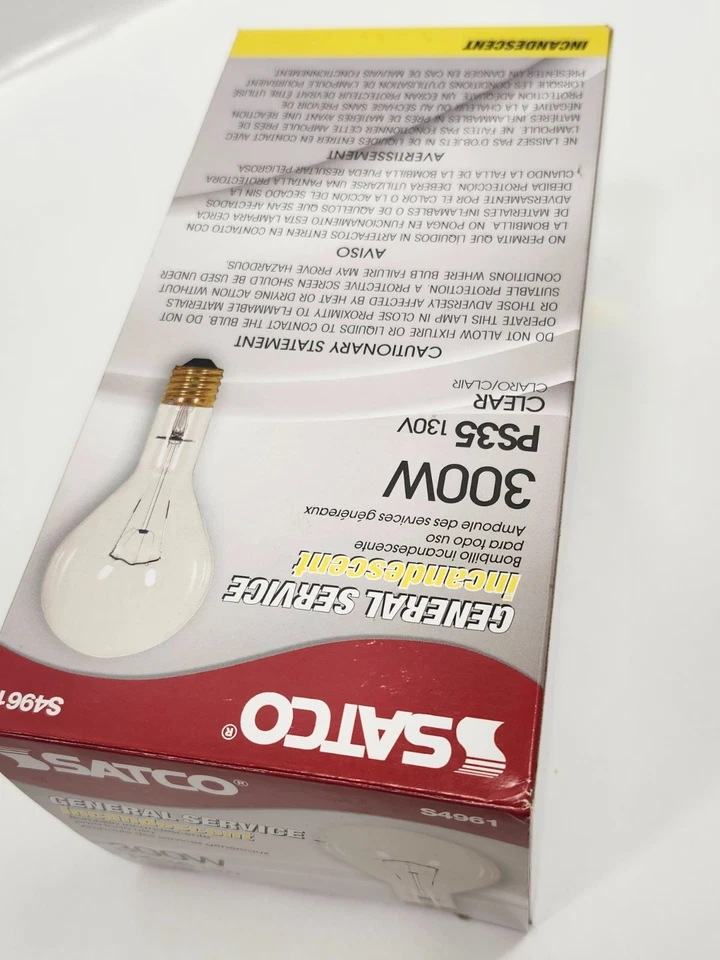 SATCO®
S4961
GENERAL SERVICE
incandescent
Bombillo incandescente
para todo uso
Ampoule des services généreaux
300W
PS35 130V
CLEAR
CLARO/CLAIR
CAUTIONARY STATEMENT
DO NOT ALLOW FIXTURE OR LIQUIDS TO CONTACT THE BULB. DO NOT
OPERATE THIS LAMP IN CLOSE PROXIMITY TO FLAMMABLE MATERIALS
OR THOSE ADVERSELY AFFECTED BY HEAT OR DRYING ACTION WITHOUT
SUITABLE PROTECTION. A PROTECTIVE SCREEN SHOULD BE USED UNDER
CONDITIONS WHERE BULB FAILURE MAY PROVE HAZARDOUS.
AVISO
NO PERMITA QUE LÍQUIDOS NI ARTEFACTOS ENTREN EN CONTACTO CON
LA BOMBILLA. NO PONGA EN FUNCIONAMIENTO ESTA LAMPARA CERCA
DE MATERIALES INFLAMABLES O DE AQUELLOS QUE SEAN AFECTADOS
ADVERSAMENTE POR EL CALOR O LA ACCION DEL SECADO SIN LA
DEBIDA PROTECCIÓN. DEBERÁ UTILIZARSE UNA PANTALLA PROTECTORA
CUANDO LA FALLA DE LA BOMBILLA PUEDA RESULTAR PELIGROSA
AVERTISSEMENT
NE LAISSEZ PAS D'OBJETS NI DE LIQUIDES ENTRER EN CONTACT AVEC
LAMPOULE. NE FAITES PAS FONCTIONNER CETTE AMPOULE PRÈS DE
MATIÈRES INFLAMMABLES NI PRÈS DE MATIÈRES AYANT UNE RÉACTION
NÉGATIVE À LA CHALEUR OU AU SÉCHAGE SANS PRÉVOIR DE
PROTECTION ADÉQUATE. UN ÉCRAN PROTECTEUR DEVRAIT ÊTRE UTILISÉ
LORSQUE LES CONDITIONS D'UTILISATION DE LAMPOULE POURRAIENT
PRÉSENTER UN DANGER EN CAS DE MAUVAIS FONCTIONNEMENT.
INCANDESCENT
SATCO®
S4961
GENERAL SERVICE
incandescent
300W